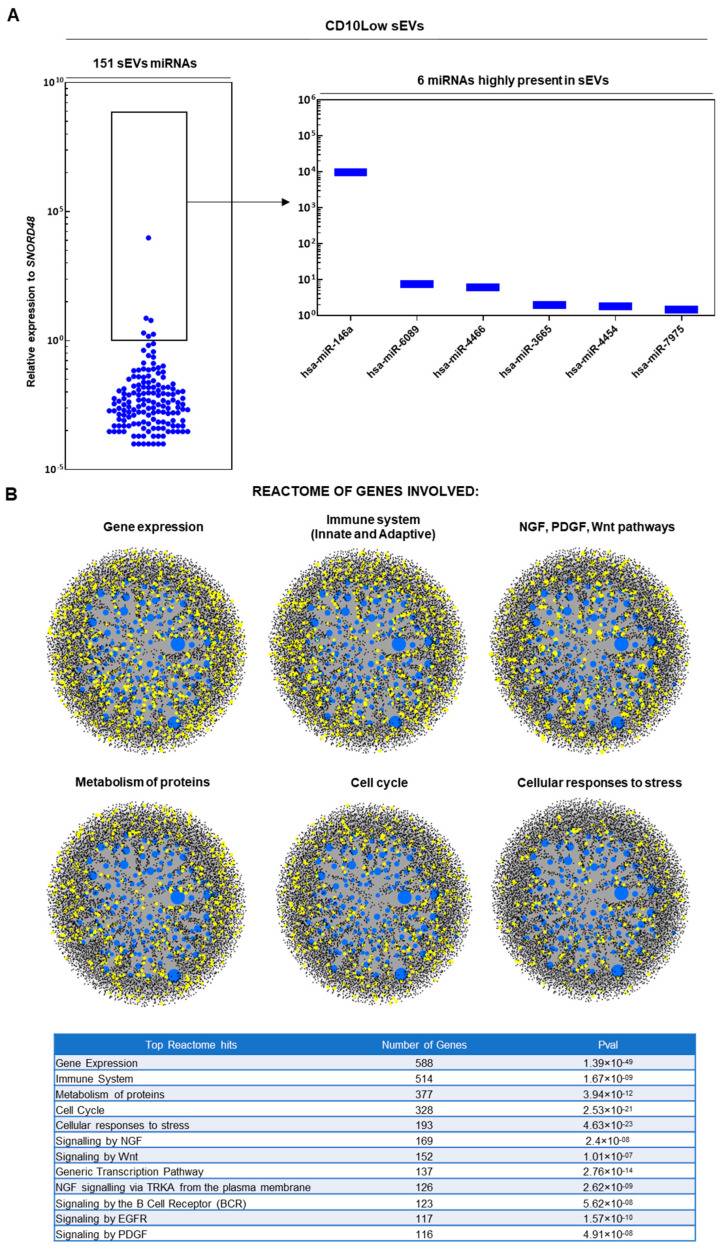 A
CD10Low sEVs
151 sEVs miRNAs
6 miRNAs highly present in sEVs
Relative expression to SNORD48
10^10
10^5
10^0
10^-5
10^6
10^5
10^4
10^3
10^2
10^1
10^0
hsa-miR-146a
hsa-miR-6089
hsa-miR-4466
hsa-miR-3665
hsa-miR-4454
hsa-miR-7975
B
REACTOME OF GENES INVOLVED:
Gene expression
Immune system
(Innate and Adaptive)
NGF, PDGF, Wnt pathways
Metabolism of proteins
Cell cycle
Cellular responses to stress
Top Reactome hits Number of Genes Pval
Gene Expression 588 1.39×10^-49
Immune System 514 1.67×10^-09
Metabolism of proteins 377 3.94×10^-12
Cell Cycle 328 2.53×10^-21
Cellular responses to stress 193 4.63×10^-23
Signalling by NGF 169 2.4×10^-08
Signaling by Wnt 152 1.01×10^-07
Generic Transcription Pathway 137 2.76×10^-14
NGF signalling via TRKA from the plasma membrane 126 2.62×10^-09
Signaling by the B Cell Receptor (BCR) 123 5.62×10^-08
Signaling by EGFR 117 1.57×10^-10
Signaling by PDGF 116 4.91×10^-08